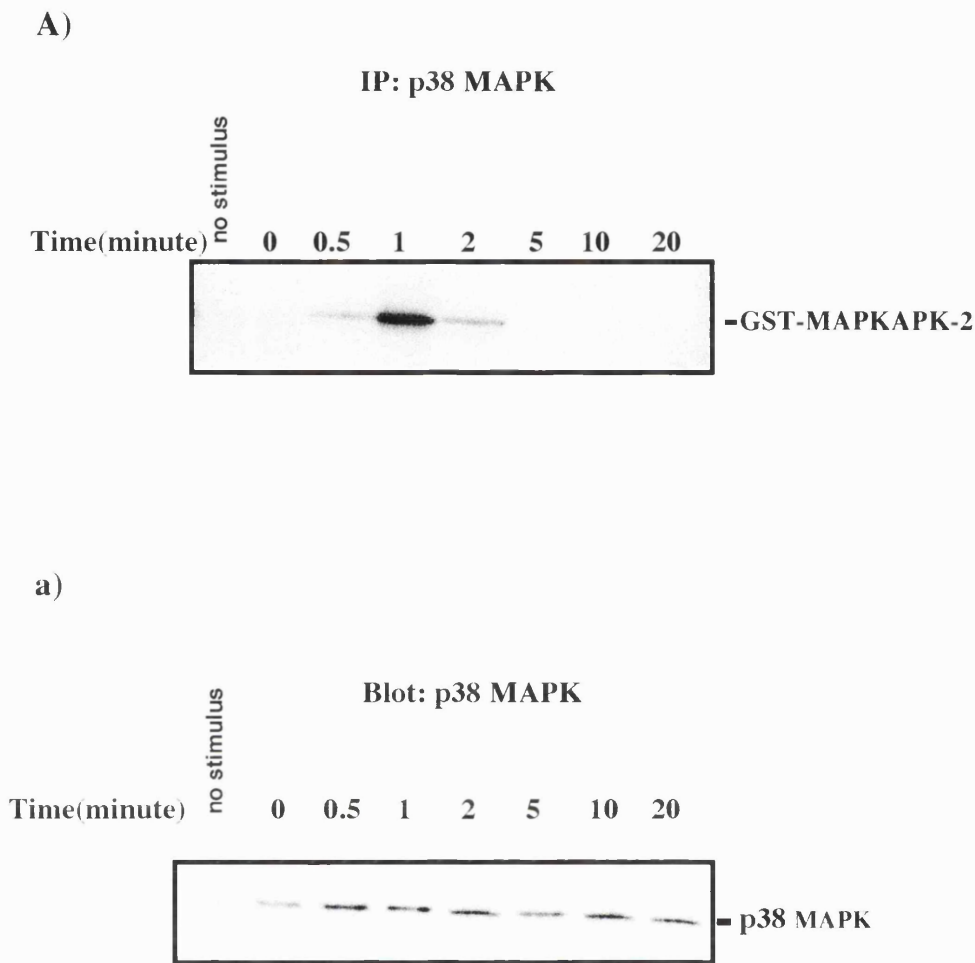 A)
IP: p38 MAPK
no stimulus
Time(minute) 0 0.5 1 2 5 10 20
-GST-MAPKAPK-2
a)
Blot: p38 MAPK
no stimulus
Time(minute) 0 0.5 1 2 5 10 20
- p38 MAPK